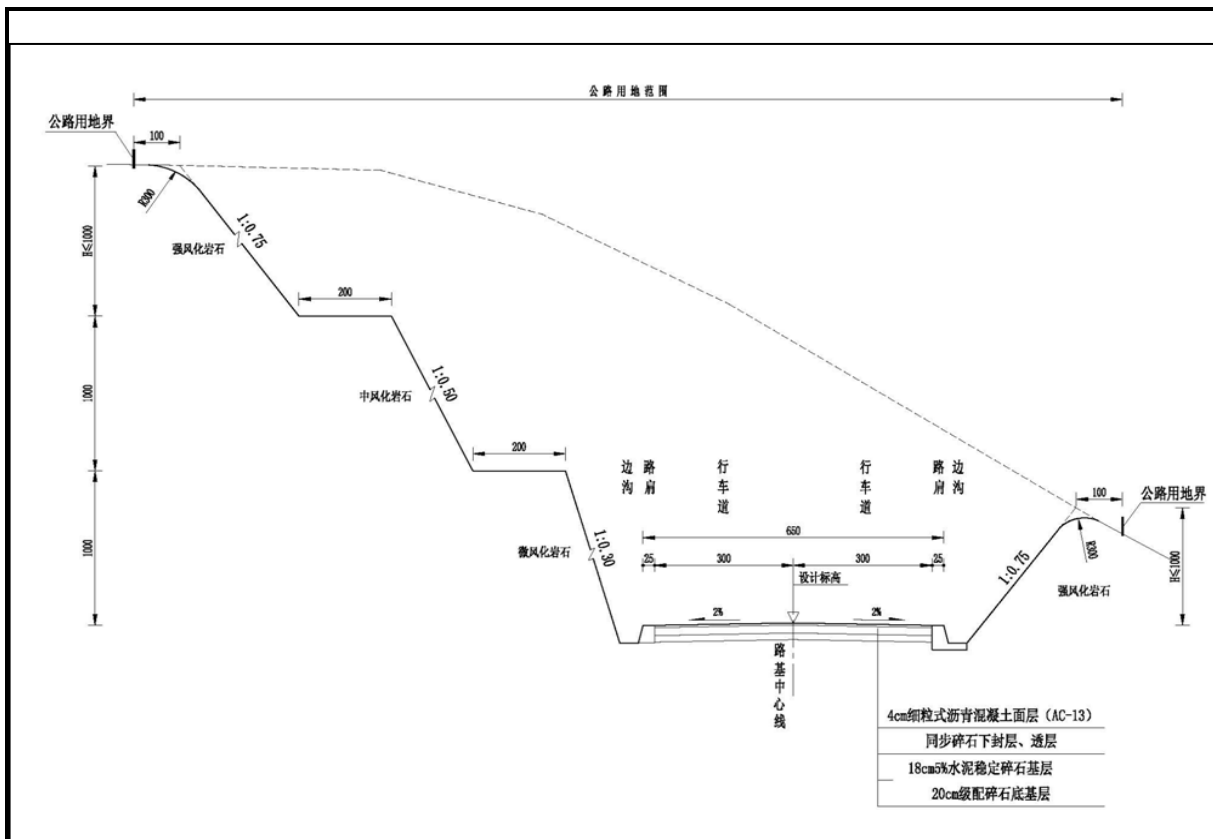 公路用地范围
公路用地界
100
R300
H≤1000
1:0.75
强风化岩石
200
1000
1:0.50
中风化岩石
200
1000
1:0.30
微风化岩石
边沟
路肩
行车道
行车道
路肩
边沟
650
25
300
300
25
设计标高
2%
2%
路基中心线
100
公路用地界
R300
H≤1000
1:0.75
强风化岩石
4cm细粒式沥青混凝土面层（AC-13）
同步碎石下封层、透层
18cm5%水泥稳定碎石基层
20cm级配碎石底基层